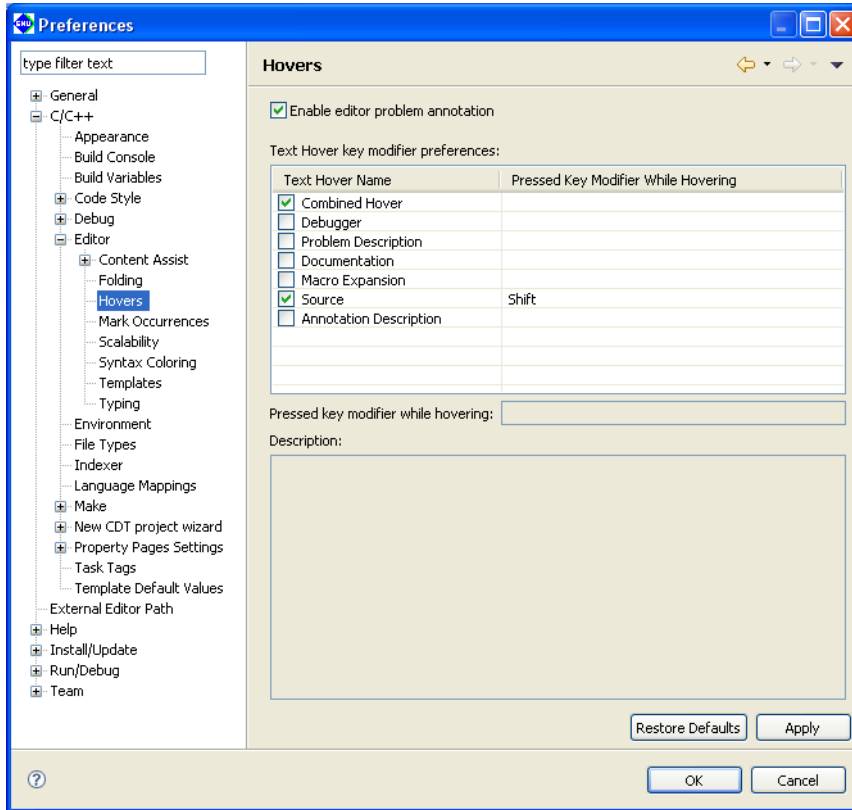 Preferences
type filter text
General
C/C++
Appearance
Build Console
Build Variables
Code Style
Debug
Editor
Content Assist
Folding
Hovers
Mark Occurrences
Scalability
Syntax Coloring
Templates
Typing
Environment
File Types
Indexer
Language Mappings
Make
New CDT project wizard
Property Pages Settings
Task Tags
Template Default Values
External Editor Path
Help
Install/Update
Run/Debug
Team
Hovers
Enable editor problem annotation
Text Hover key modifier preferences:
Text Hover Name Pressed Key Modifier While Hovering
Combined Hover
Debugger
Problem Description
Documentation
Macro Expansion
Source Shift
Annotation Description
Pressed key modifier while hovering:
Description:
Restore Defaults Apply
OK Cancel